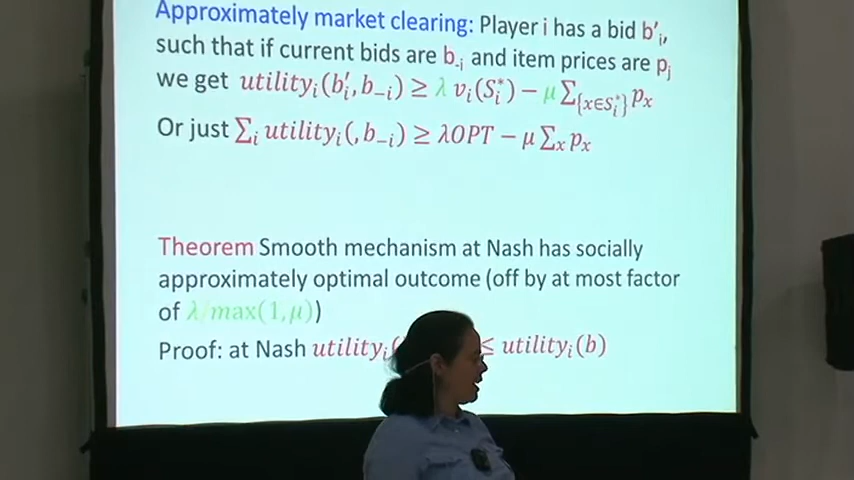 Approximately market clearing: Player i has a bid b'ᵢ,
such that if current bids are b₋ᵢ and item prices are pⱼ
we get utilityᵢ(b'ᵢ, b₋ᵢ) ≥ λ vᵢ(Sᵢ*) − μ ∑_{x∈Sᵢ*} pₓ
Or just ∑ᵢ utilityᵢ(, b₋ᵢ) ≥ λOPT − μ ∑ₓ pₓ
Theorem Smooth mechanism at Nash has socially
approximately optimal outcome (off by at most factor
of λ/max(1,μ))
Proof: at Nash utilityᵢ( ≤ utilityᵢ(b)